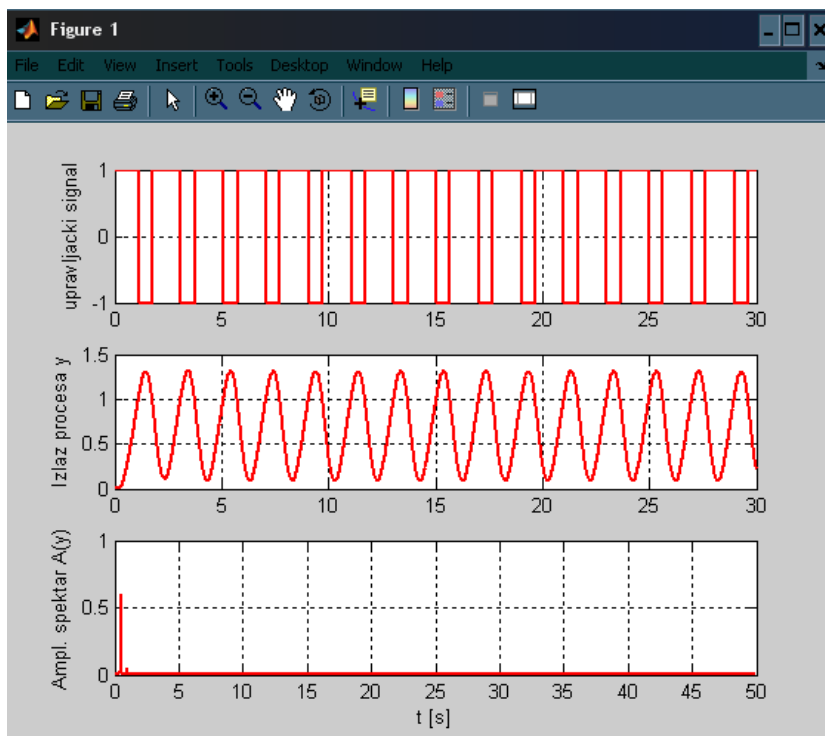 Figure 1
File Edit View Insert Tools Desktop Window Help
upravljacki signal
1
0
-1
0 5 10 15 20 25 30
Izlaz procesa y
1.5
1
0.5
0
0 5 10 15 20 25 30
Ampl. spektar A(y)
1
0.5
0
0 5 10 15 20 25 30 35 40 45 50
t [s]